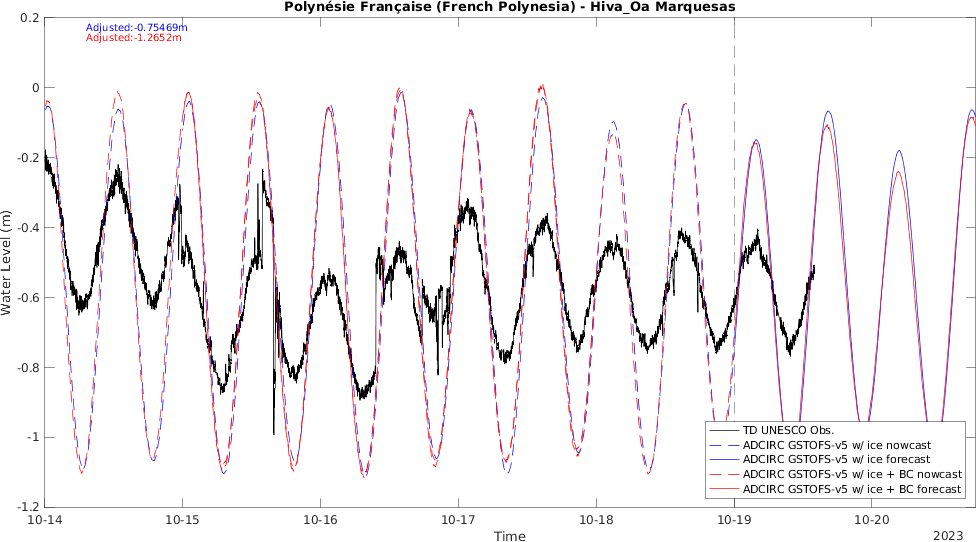 Polynésie Française (French Polynesia) - Hiva_Oa Marquesas
Adjusted:-0.75469m
Adjusted:-1.2652m
0.2
0
-0.2
-0.4
-0.6
-0.8
-1
-1.2
Water Level (m)
TD UNESCO Obs.
ADCIRC GSTOFS-v5 w/ ice nowcast
ADCIRC GSTOFS-v5 w/ ice forecast
ADCIRC GSTOFS-v5 w/ ice + BC nowcast
ADCIRC GSTOFS-v5 w/ ice + BC forecast
10-14 10-15 10-16 10-17 10-18 10-19 10-20
Time
2023